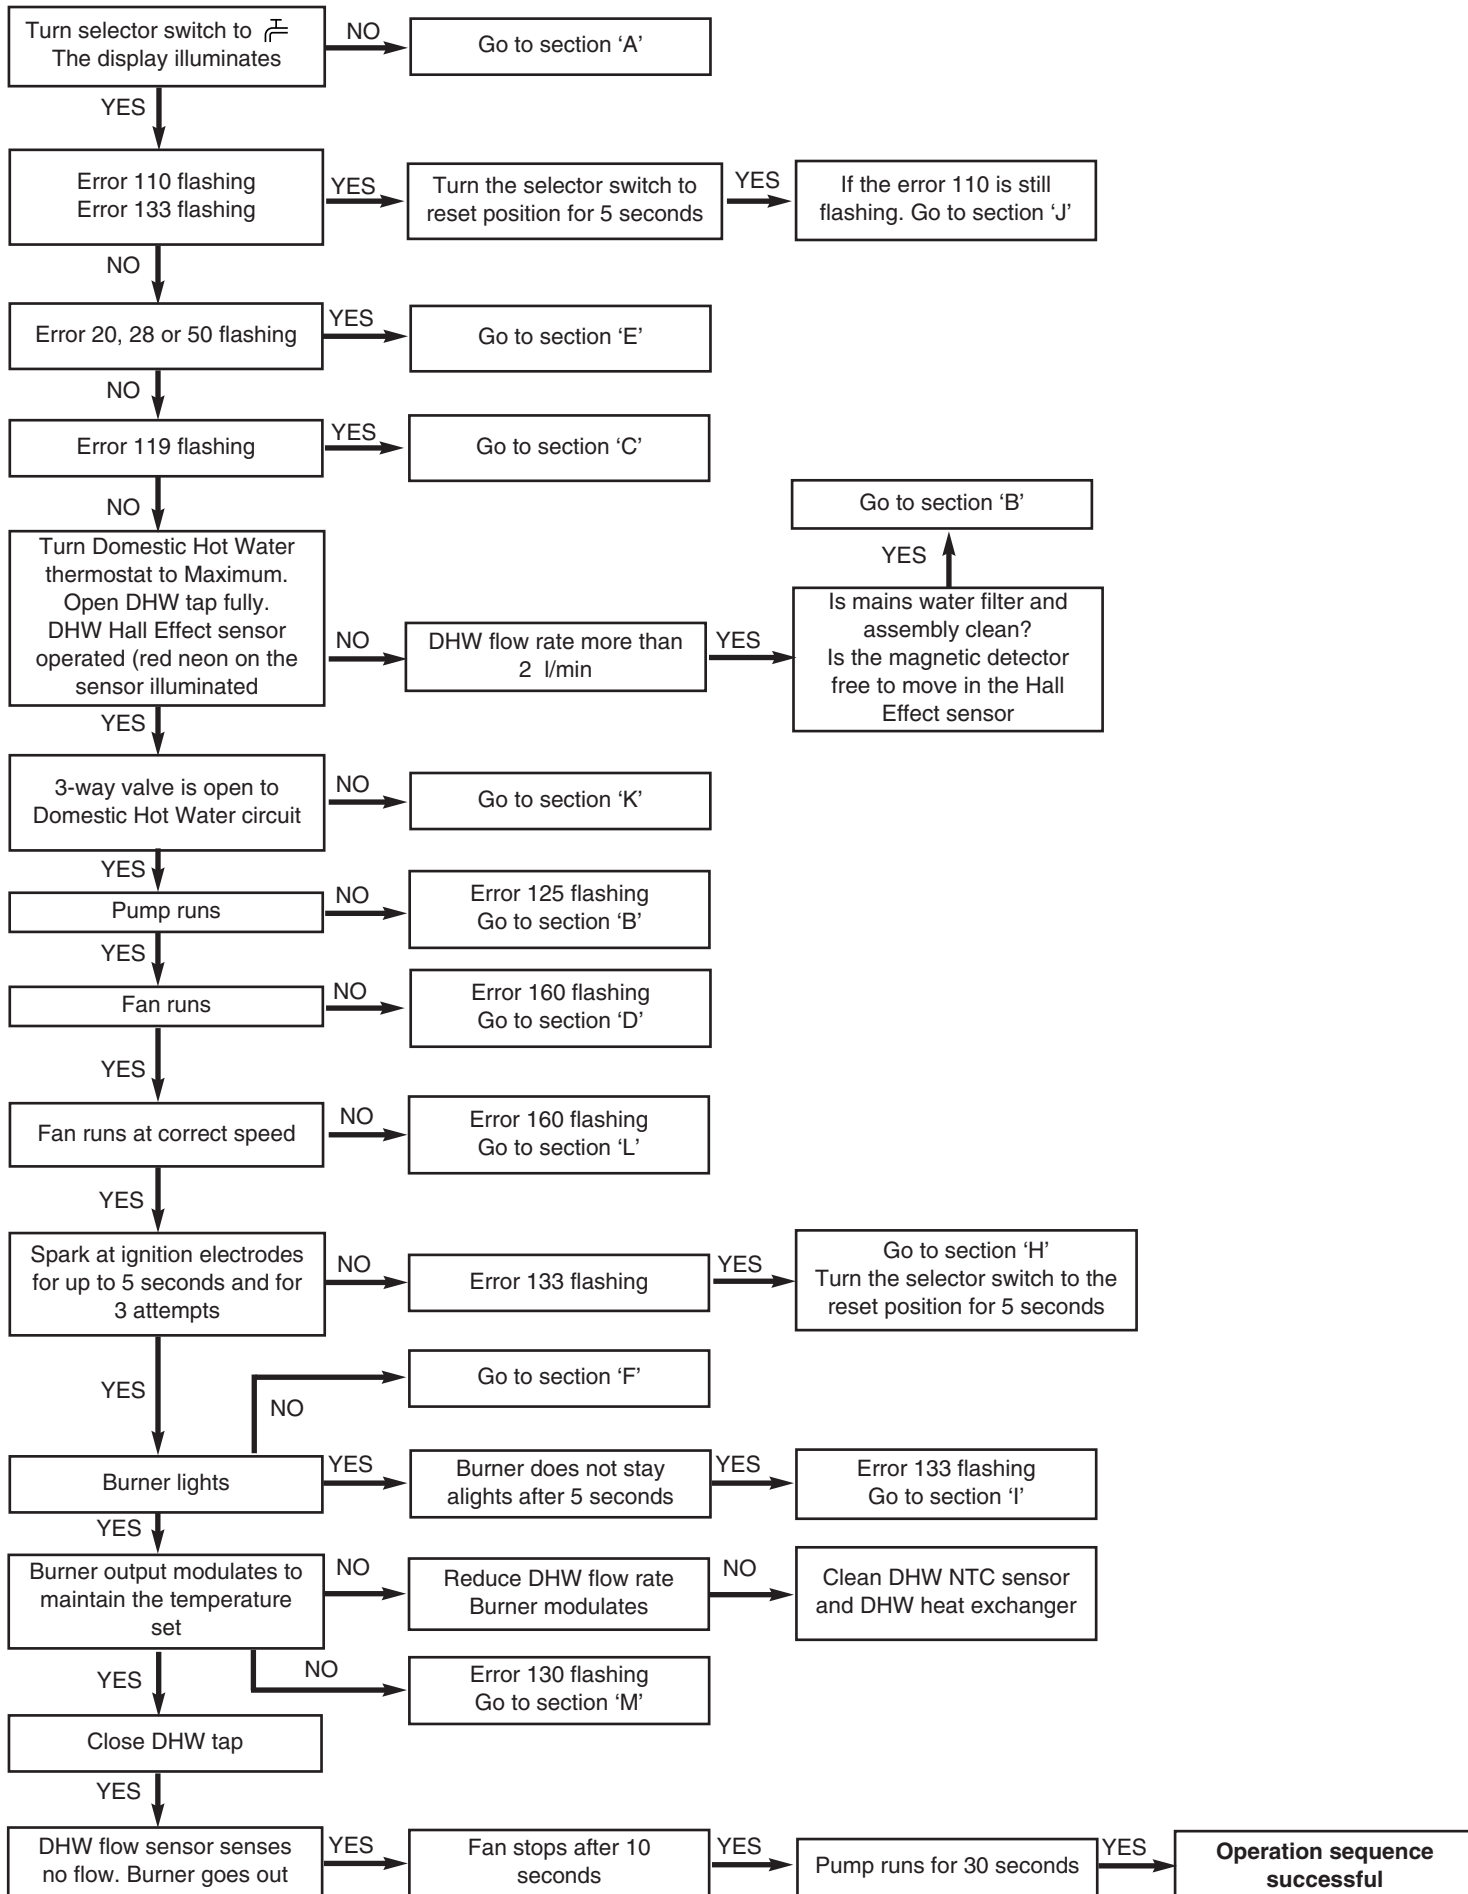 Turn selector switch to
The display illuminates
NO
Go to section ‘A’
YES
Error 110 flashing
Error 133 flashing
YES
Turn the selector switch to
reset position for 5 seconds
YES
If the error 110 is still
flashing. Go to section ‘J’
NO
Error 20, 28 or 50 flashing
YES
Go to section ‘E’
NO
Error 119 flashing
YES
Go to section ‘C’
NO
Turn Domestic Hot Water
thermostat to Maximum.
Open DHW tap fully.
DHW Hall Effect sensor
operated (red neon on the
sensor illuminated
NO
DHW flow rate more than
2 l/min
YES
Is mains water filter and
assembly clean?
Is the magnetic detector
free to move in the Hall
Effect sensor
YES
Go to section ‘B’
YES
3-way valve is open to
Domestic Hot Water circuit
NO
Go to section ‘K’
YES
Pump runs
NO
Error 125 flashing
Go to section ‘B’
YES
Fan runs
NO
Error 160 flashing
Go to section ‘D’
YES
Fan runs at correct speed
NO
Error 160 flashing
Go to section ‘L’
YES
Spark at ignition electrodes
for up to 5 seconds and for
3 attempts
NO
Error 133 flashing
YES
Go to section ‘H’
Turn the selector switch to the
reset position for 5 seconds
YES
NO
Go to section ‘F’
Burner lights
YES
Burner does not stay
alights after 5 seconds
YES
Error 133 flashing
Go to section ‘I’
YES
Burner output modulates to
maintain the temperature
set
NO
Reduce DHW flow rate
Burner modulates
NO
Clean DHW NTC sensor
and DHW heat exchanger
NO
Error 130 flashing
Go to section ‘M’
YES
Close DHW tap
YES
DHW flow sensor senses
no flow. Burner goes out
YES
Fan stops after 10
seconds
YES
Pump runs for 30 seconds
YES
Operation sequence
successful